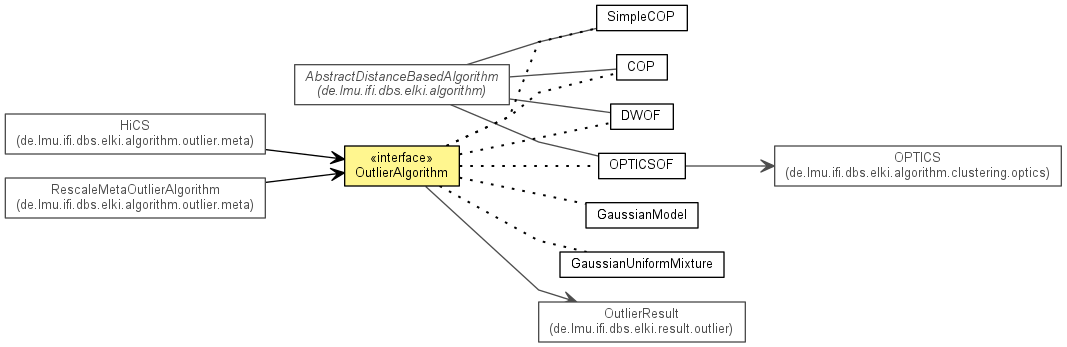 SimpleCOP
AbstractDistanceBasedAlgorithm
(de.lmu.ifi.dbs.elki.algorithm)
COP
DWOF
HiCS
(de.lmu.ifi.dbs.elki.algorithm.outlier.meta)
«interface»
OutlierAlgorithm
OPTICSOF
OPTICS
(de.lmu.ifi.dbs.elki.algorithm.clustering.optics)
RescaleMetaOutlierAlgorithm
(de.lmu.ifi.dbs.elki.algorithm.outlier.meta)
GaussianModel
GaussianUniformMixture
OutlierResult
(de.lmu.ifi.dbs.elki.result.outlier)